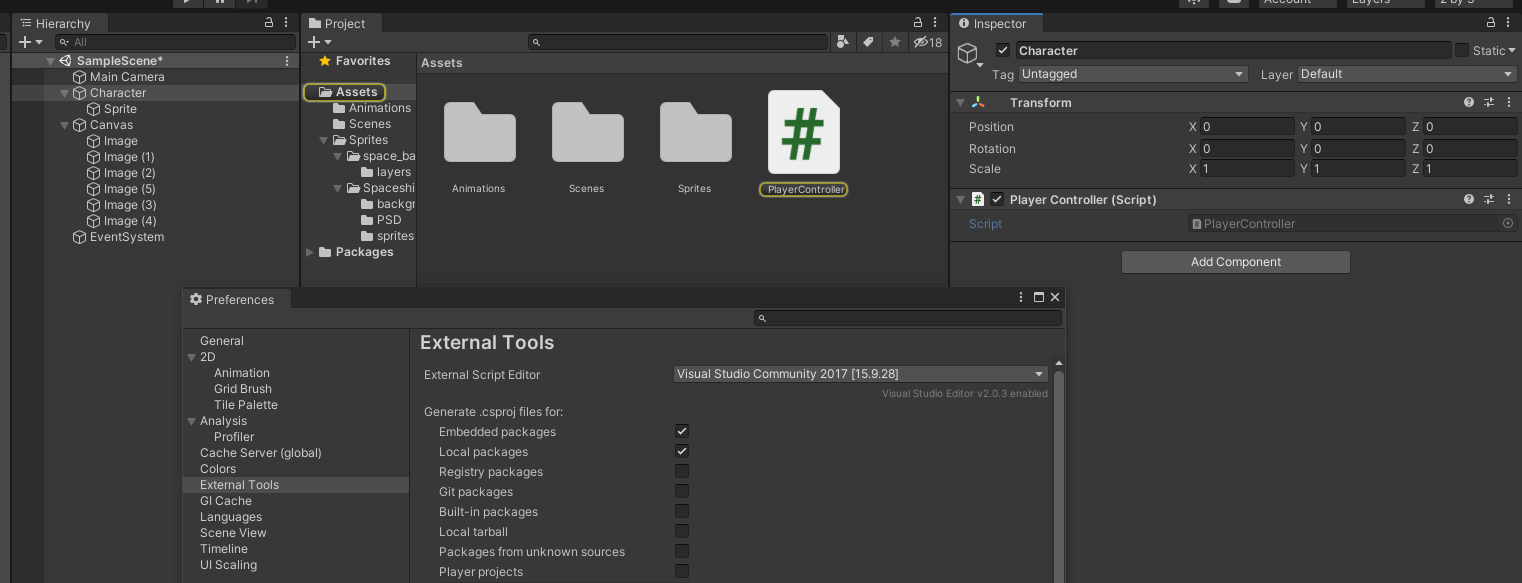 Account
Layers
2 by 3
Hierarchy
All
SampleScene*
Main Camera
Character
Sprite
Canvas
Image
Image (1)
Image (2)
Image (5)
Image (3)
Image (4)
EventSystem
Project
18
Favorites
Assets
Animations
Scenes
Sprites
space_ba
layers
Spaceshi
backgr
PSD
sprites
Packages
Assets
Animations
Scenes
Sprites
#
PlayerController
Inspector
Character
Static
Tag Untagged
Layer Default
Transform
Position X 0 Y 0 Z 0
Rotation X 0 Y 0 Z 0
Scale X 1 Y 1 Z 1
# Player Controller (Script)
Script PlayerController
Add Component
Preferences
General
2D
Animation
Grid Brush
Tile Palette
Analysis
Profiler
Cache Server (global)
Colors
External Tools
GI Cache
Languages
Scene View
Timeline
UI Scaling
External Tools
External Script Editor Visual Studio Community 2017 [15.9.28]
Visual Studio Editor v2.0.3 enabled
Generate .csproj files for:
Embedded packages
Local packages
Registry packages
Git packages
Built-in packages
Local tarball
Packages from unknown sources
Player projects